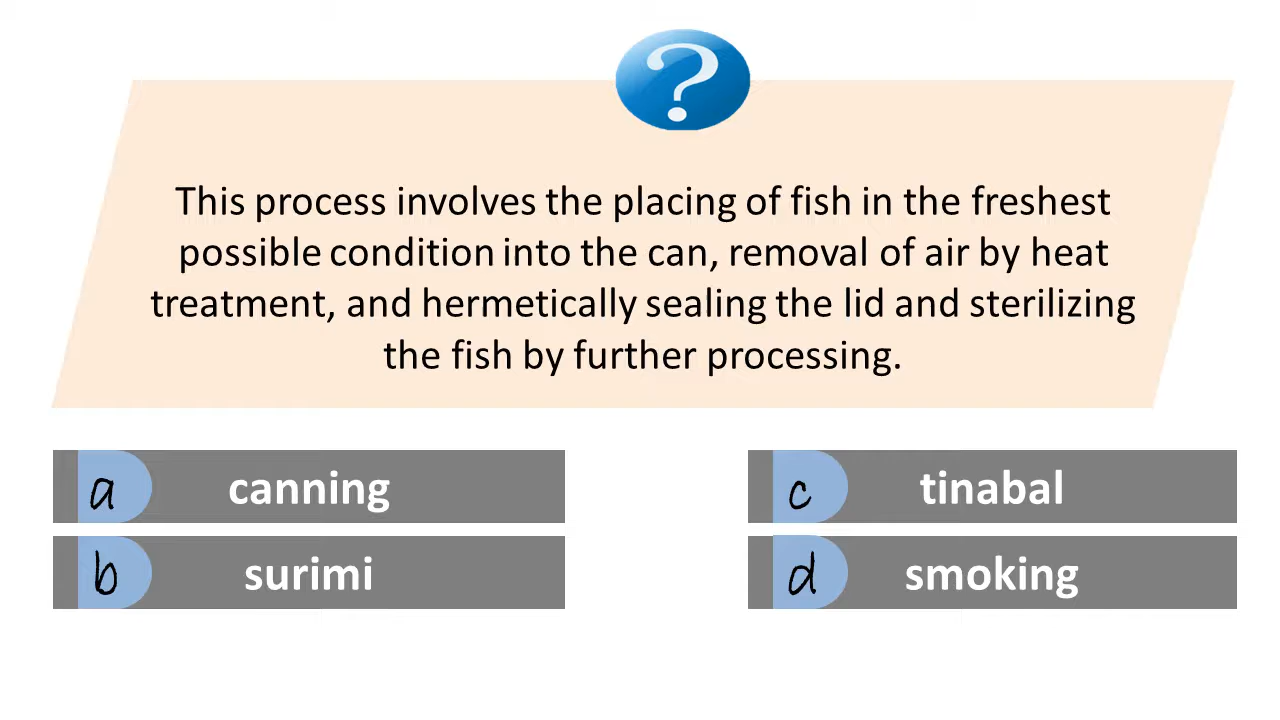 ?
This process involves the placing of fish in the freshest
possible condition into the can, removal of air by heat
treatment, and hermetically sealing the lid and sterilizing
the fish by further processing.
a canning
b surimi
c tinabal
d smoking